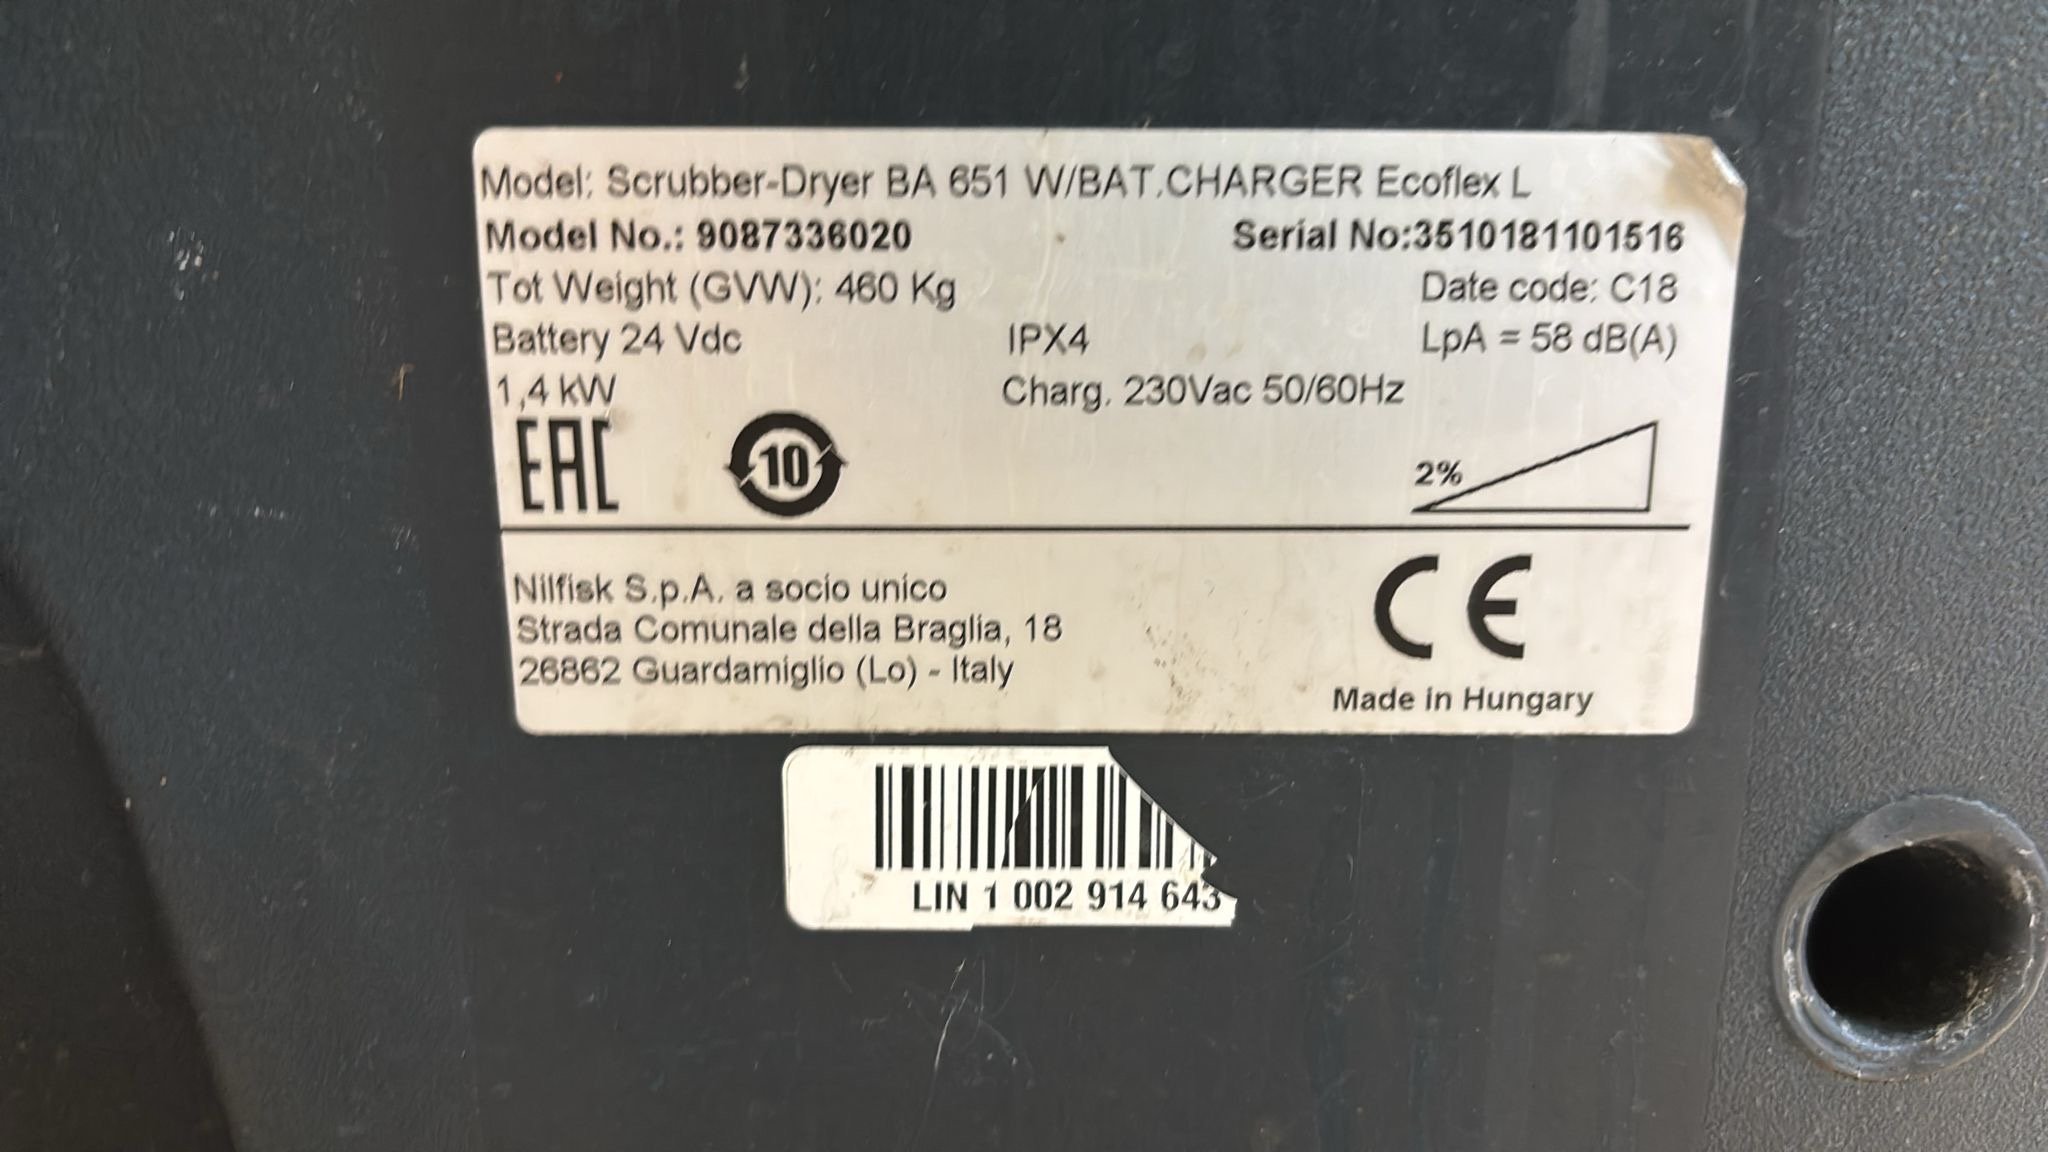 Model: Scrubber-Dryer BA 651 W/BAT.CHARGER Ecoflex L
Model No.: 9087336020 Serial No:3510181101516
Tot Weight (GVW): 460 Kg Date code: C18
Battery 24 Vdc IPX4 LpA = 58 dB(A)
1,4 kW Charg. 230Vac 50/60Hz
EAC 10 2%
Nilfisk S.p.A. a socio unico
Strada Comunale della Braglia, 18
26862 Guardamiglio (Lo) - Italy
CE
Made in Hungary
LIN 1 002 914 643